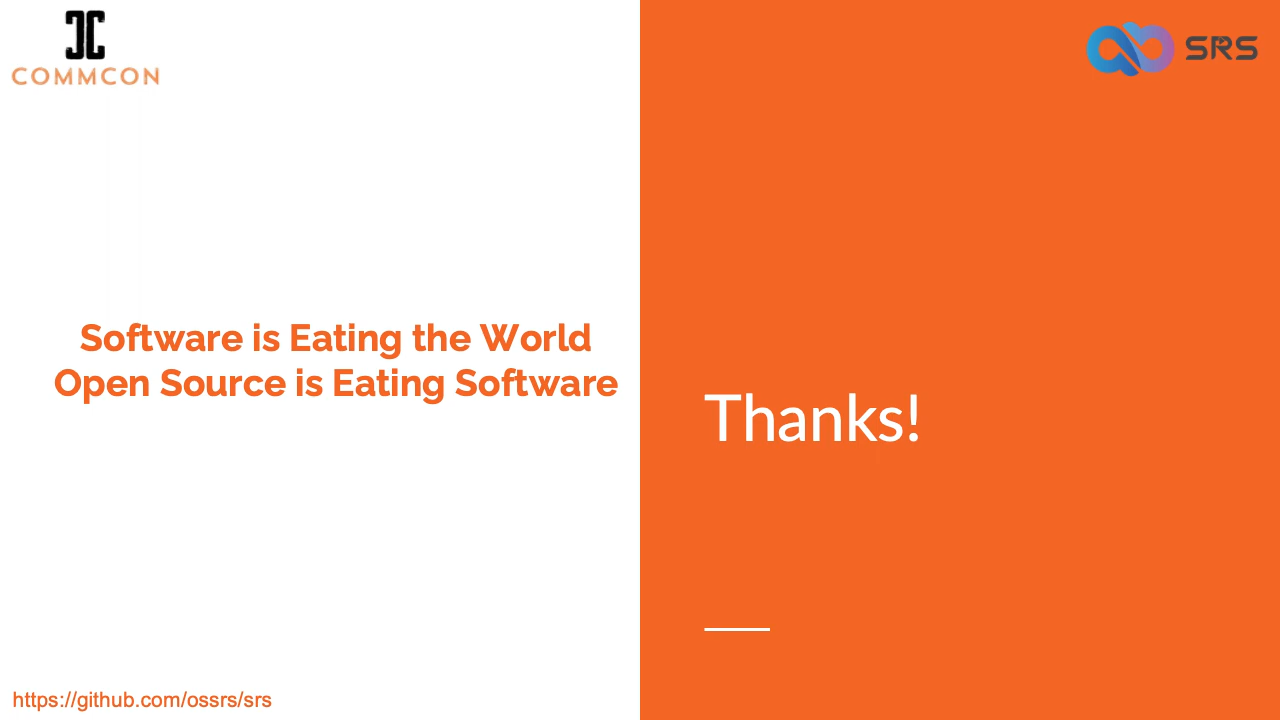 COMMCON
SRS
Software is Eating the World
Open Source is Eating Software
Thanks!
https://github.com/ossrs/srs